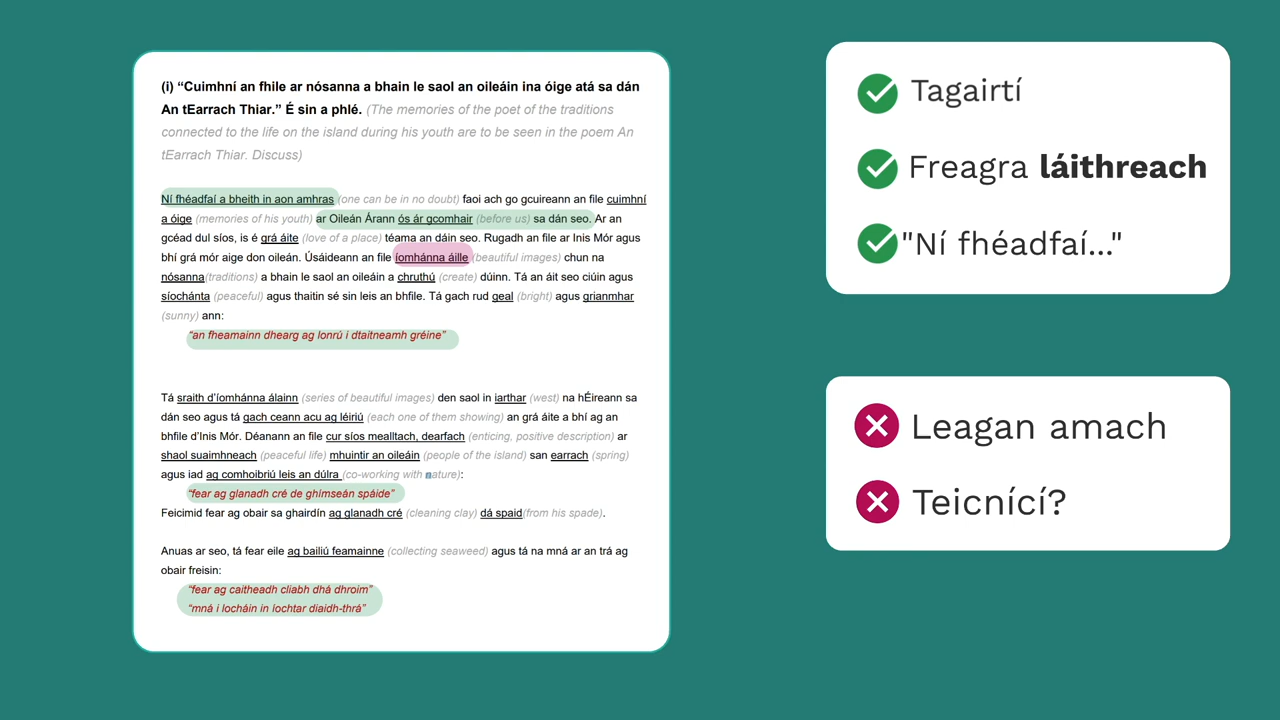 (i) “Cuimhní an fhile ar nósanna a bhain le saol an oileáin ina óige atá sa dán
An tEarrach Thiar.” É sin a phlé. (The memories of the poet of the traditions
connected to the life on the island during his youth are to be seen in the poem An
tEarrach Thiar. Discuss)
Ní fhéadfaí a bheith in aon amhras (one can be in no doubt) faoi ach go gcuireann an file cuimhní
a óige (memories of his youth) ar Oileán Árann ós ár gcomhair (before us) sa dán seo. Ar an
gcéad dul síos, is é grá áite (love of a place) téama an dáin seo. Rugadh an file ar Inis Mór agus
bhí grá mór aige don oileán. Úsáideann an file íomhánna áille (beautiful images) chun na
nósanna(traditions) a bhain le saol an oileáin a chruthú (create) dúinn. Tá an áit seo ciúin agus
síochánta (peaceful) agus thaitin sé sin leis an bhfile. Tá gach rud geal (bright) agus grianmhar
(sunny) ann:
“an fheamainn dhearg ag lonrú i dtaitneamh gréine”
Tá sraith d’íomhánna álainn (series of beautiful images) den saol in iarthar (west) na hÉireann sa
dán seo agus tá gach ceann acu ag léiriú (each one of them showing) an grá áite a bhí ag an
bhfile d’Inis Mór. Déanann an file cur síos mealltach, dearfach (enticing, positive description) ar
shaol suaimhneach (peaceful life) mhuintir an oileáin (people of the island) san earrach (spring)
agus iad ag comhoibriú leis an dúlra (co-working with nature):
“fear ag glanadh cré de ghímseán spáide”
Feicimid fear ag obair sa ghairdín ag glanadh cré (cleaning clay) dá spaid(from his spade).
Anuas ar seo, tá fear eile ag bailiú feamainne (collecting seaweed) agus tá na mná ar an trá ag
obair freisin:
“fear ag caitheadh cliabh dhá dhroim”
“mná i locháin in íochtar diaidh-thrá”
Tagairtí
Freagra láithreach
"Ní fhéadfaí..."
Leagan amach
Teicnící?